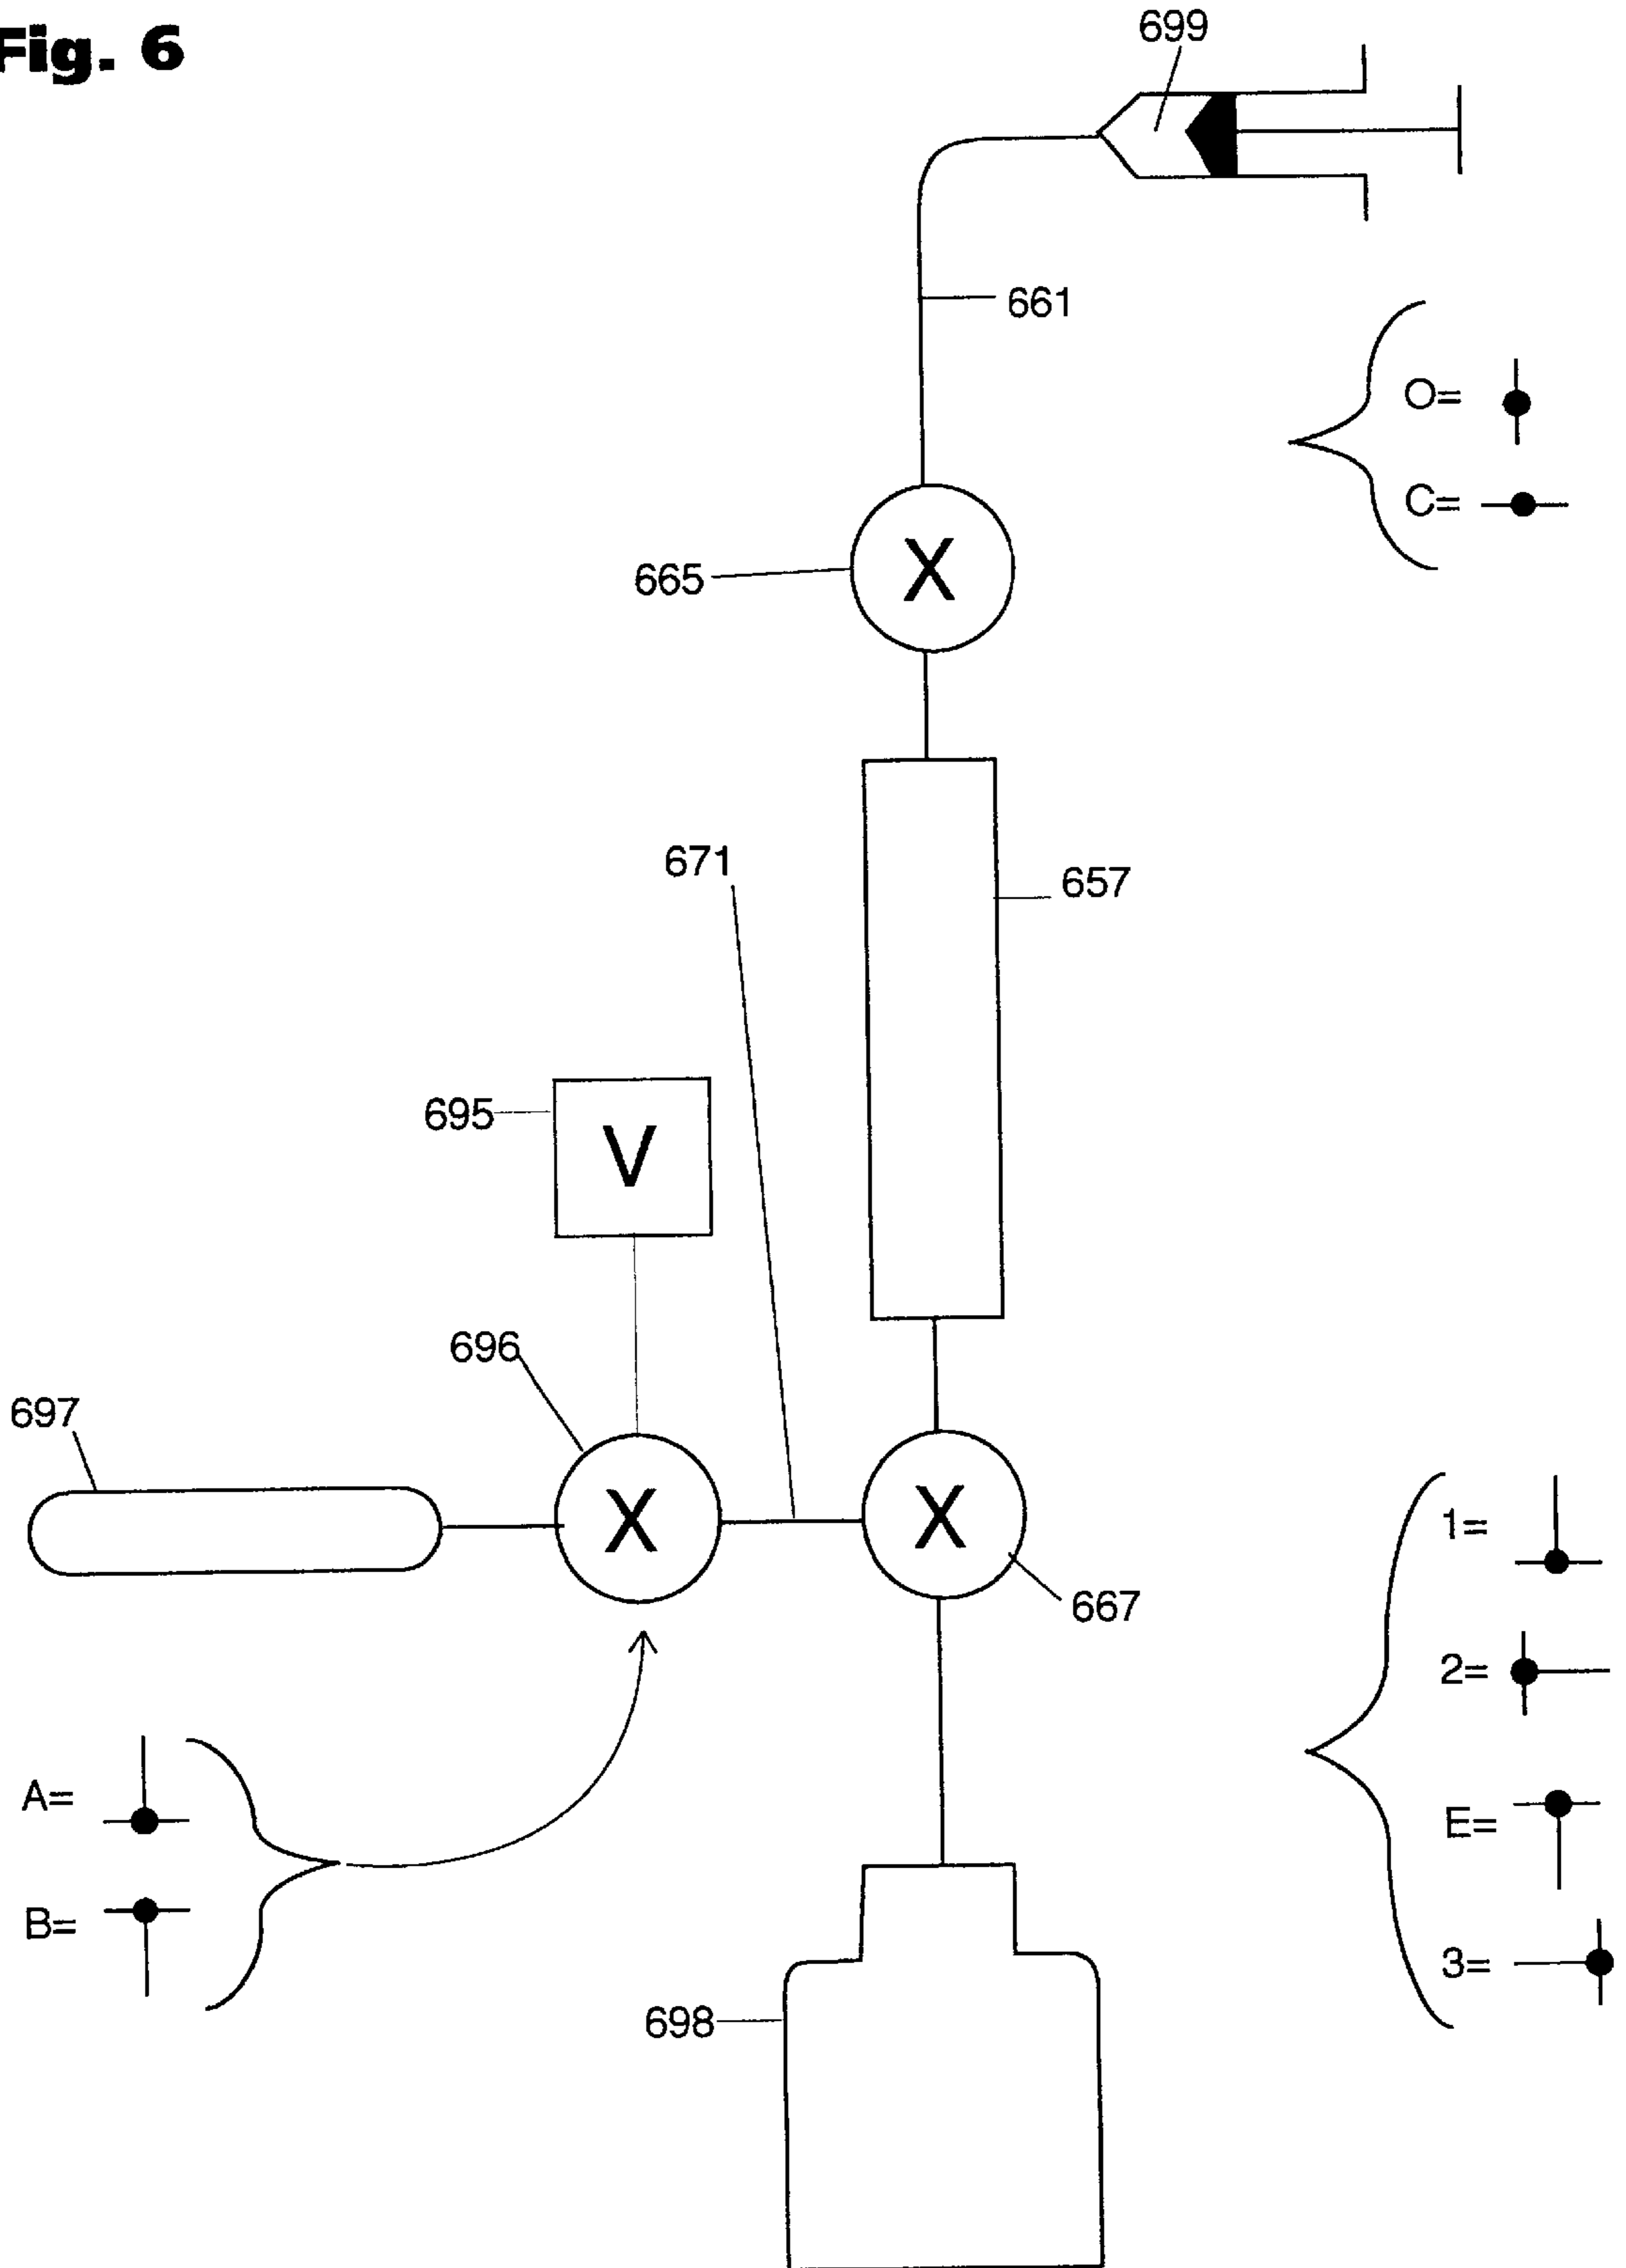 Fig. 6
699
661
O=
C=
X
665
671
657
695
V
696
697
X
X
667
1=
2=
E=
3=
A=
B=
698